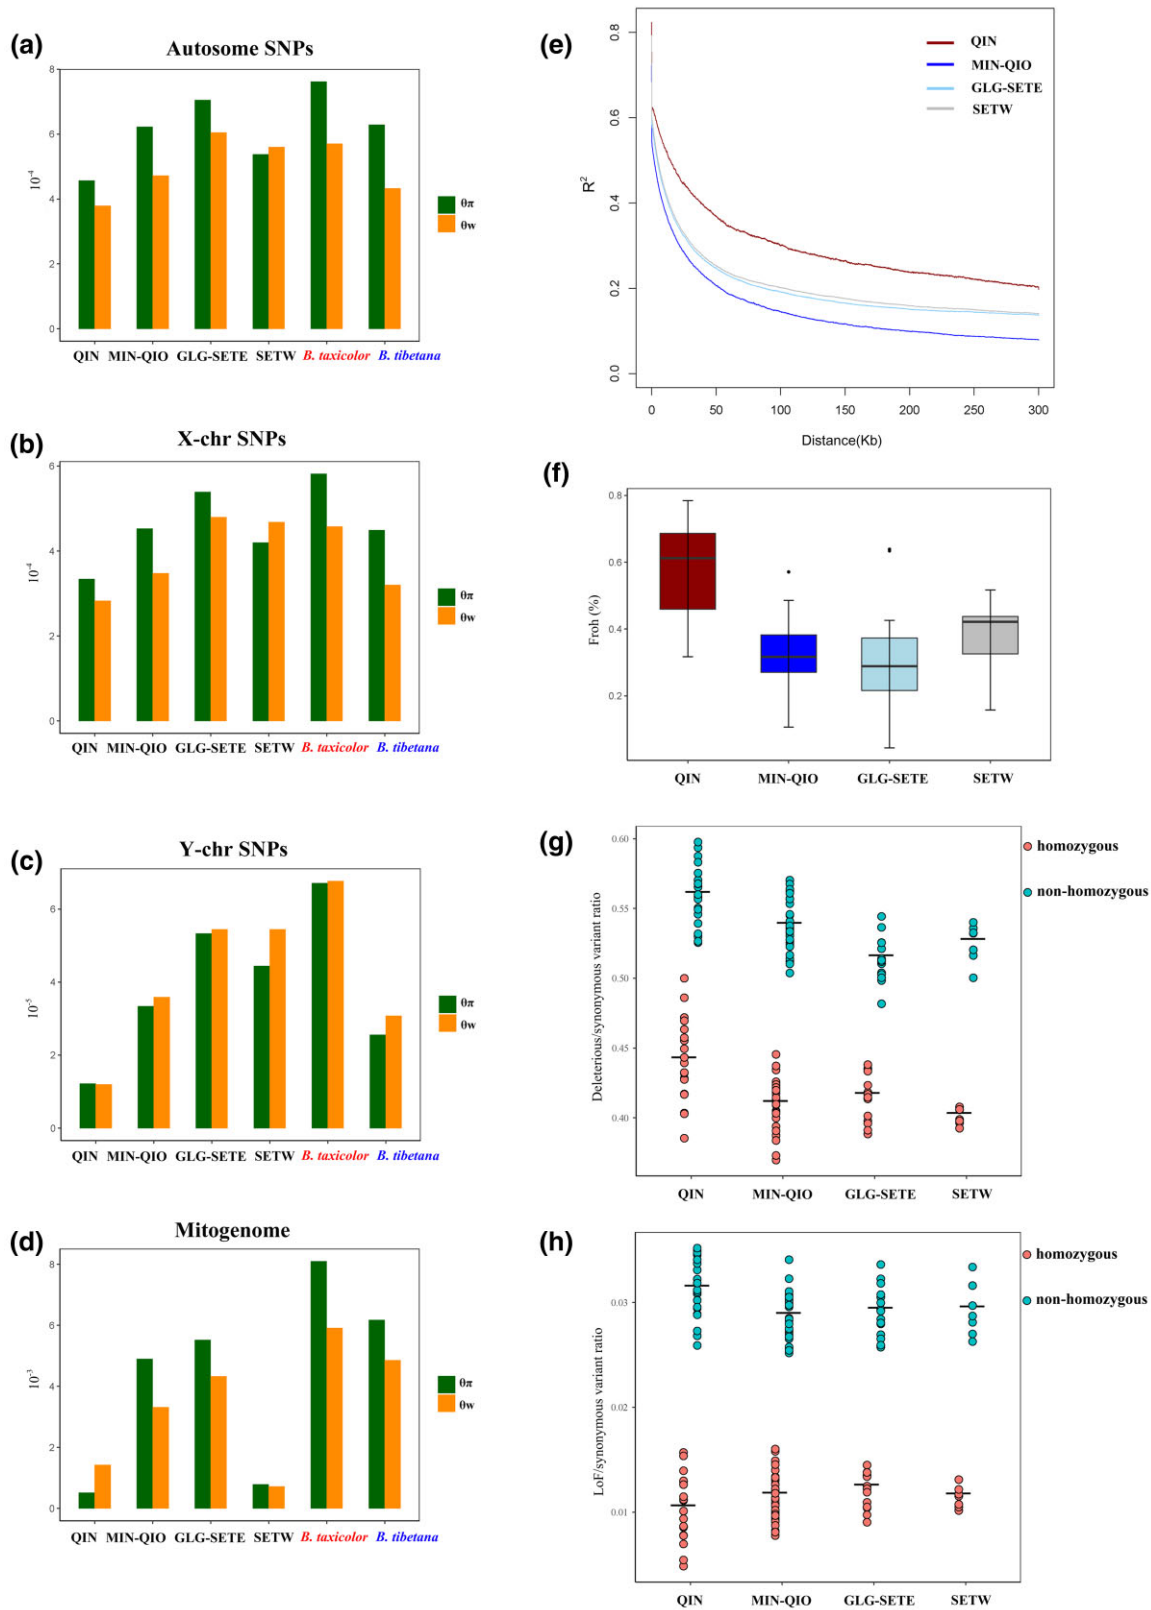 (a)
Autosome SNPs
8
6
4
2
0
10-4
QIN MIN-QIO GLG-SETE SETW B. taxicolor B. tibetana
θπ
θw
(b)
X-chr SNPs
6
4
2
0
10-4
QIN MIN-QIO GLG-SETE SETW B. taxicolor B. tibetana
θπ
θw
(c)
Y-chr SNPs
6
4
2
0
10-5
QIN MIN-QIO GLG-SETE SETW B. taxicolor B. tibetana
θπ
θw
(d)
Mitogenome
8
6
4
2
0
10-3
QIN MIN-QIO GLG-SETE SETW B. taxicolor B. tibetana
θπ
θw
(e)
0.8
0.6
0.4
0.2
0.0
R2
QIN
MIN-QIO
GLG-SETE
SETW
0 50 100 150 200 250 300
Distance(Kb)
(f)
0.8
0.6
0.4
0.2
Froh (%)
QIN MIN-QIO GLG-SETE SETW
(g)
0.60
0.55
0.50
0.45
0.40
Deleterious/synonymous variant ratio
homozygous
non-homozygous
QIN MIN-QIO GLG-SETE SETW
(h)
0.03
0.02
0.01
LoF/synonymous variant ratio
homozygous
non-homozygous
QIN MIN-QIO GLG-SETE SETW